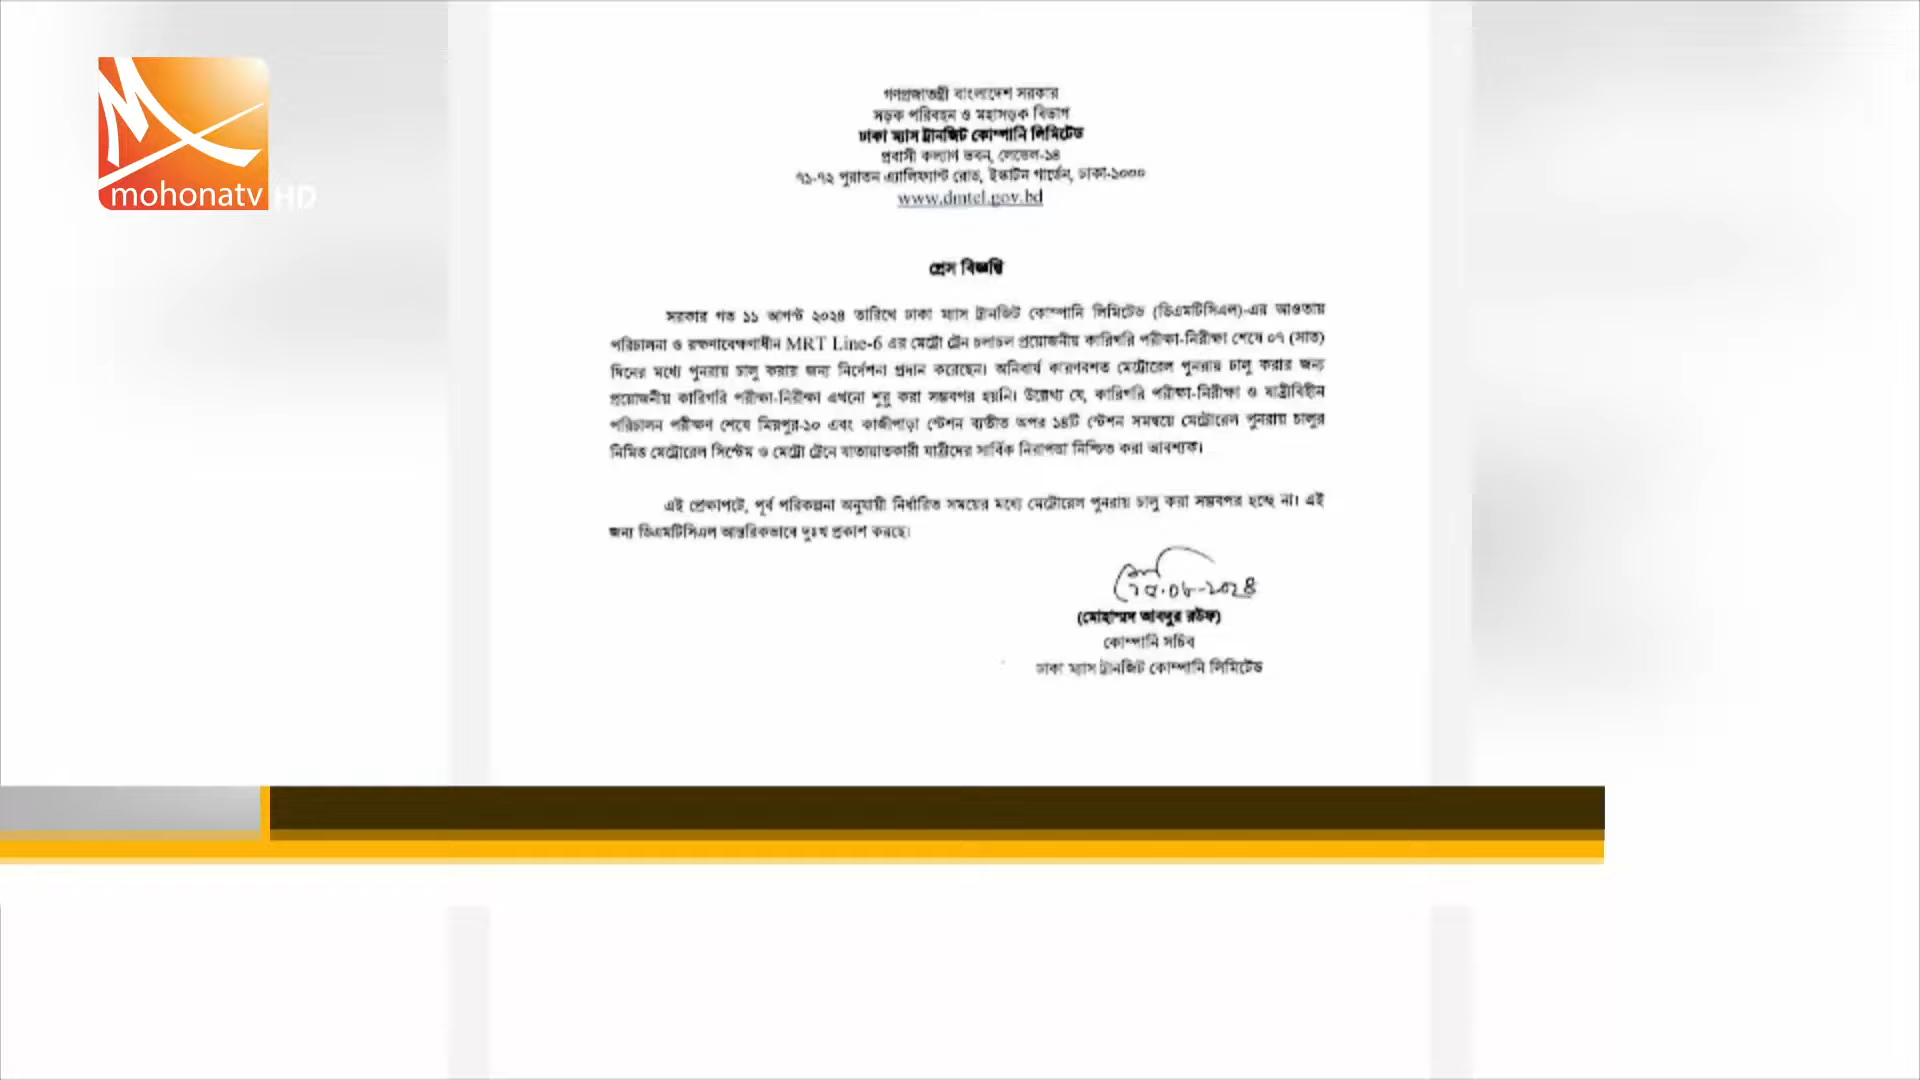 mohonatv HD
গণপ্রজাতন্ত্রী বাংলাদেশ সরকার
সড়ক পরিবহন ও মহাসড়ক বিভাগ
ঢাকা ম্যাস ট্রানজিট কোম্পানি লিমিটেড
প্রবাসী কল্যাণ ভবন, লেভেল-১৪
৭১-৭২ পুরাতন এ্যালিফ্যান্ট রোড, ইস্কাটন গার্ডেন, ঢাকা-১০০০
www.dmtcl.gov.bd
প্রেস বিজ্ঞপ্তি
সরকার গত ১১ আগস্ট ২০২৪ তারিখে ঢাকা ম্যাস ট্রানজিট কোম্পানি লিমিটেড (ডিএমটিসিএল)-এর আওতায়
পরিচালনা ও রক্ষণাবেক্ষণাধীন MRT Line-6 এর মেট্রো ট্রেন চলাচল প্রয়োজনীয় কারিগরি পরীক্ষা-নিরীক্ষা শেষে ০৭ (সাত)
দিনের মধ্যে পুনরায় চালু করার জন্য নির্দেশনা প্রদান করেছেন। অনিবার্য কারণবশত মেট্রোরেল পুনরায় চালু করার জন্য
প্রয়োজনীয় কারিগরি পরীক্ষা-নিরীক্ষা এখনো শুরু করা সম্ভবপর হয়নি। উল্লেখ্য যে, কারিগরি পরীক্ষা-নিরীক্ষা ও যাত্রীবিহীন
পরিচালন পরীক্ষণ শেষে মিরপুর-১০ এবং কাজীপাড়া স্টেশন ব্যতীত অপর ১৪টি স্টেশন সমন্বয়ে মেট্রোরেল পুনরায় চালুর
নিমিত্ত মেট্রোরেল সিস্টেম ও মেট্রো ট্রেনে যাতায়াতকারী যাত্রীদের সার্বিক নিরাপত্তা নিশ্চিত করা আবশ্যক।
এই প্রেক্ষাপটে, পূর্ব পরিকল্পনা অনুযায়ী নির্ধারিত সময়ের মধ্যে মেট্রোরেল পুনরায় চালু করা সম্ভবপর হচ্ছে না। এই
জন্য ডিএমটিসিএল আন্তরিকভাবে দুঃখ প্রকাশ করছে।
(মোহাম্মদ আবদুর রউফ)
কোম্পানি সচিব
ঢাকা ম্যাস ট্রানজিট কোম্পানি লিমিটেড